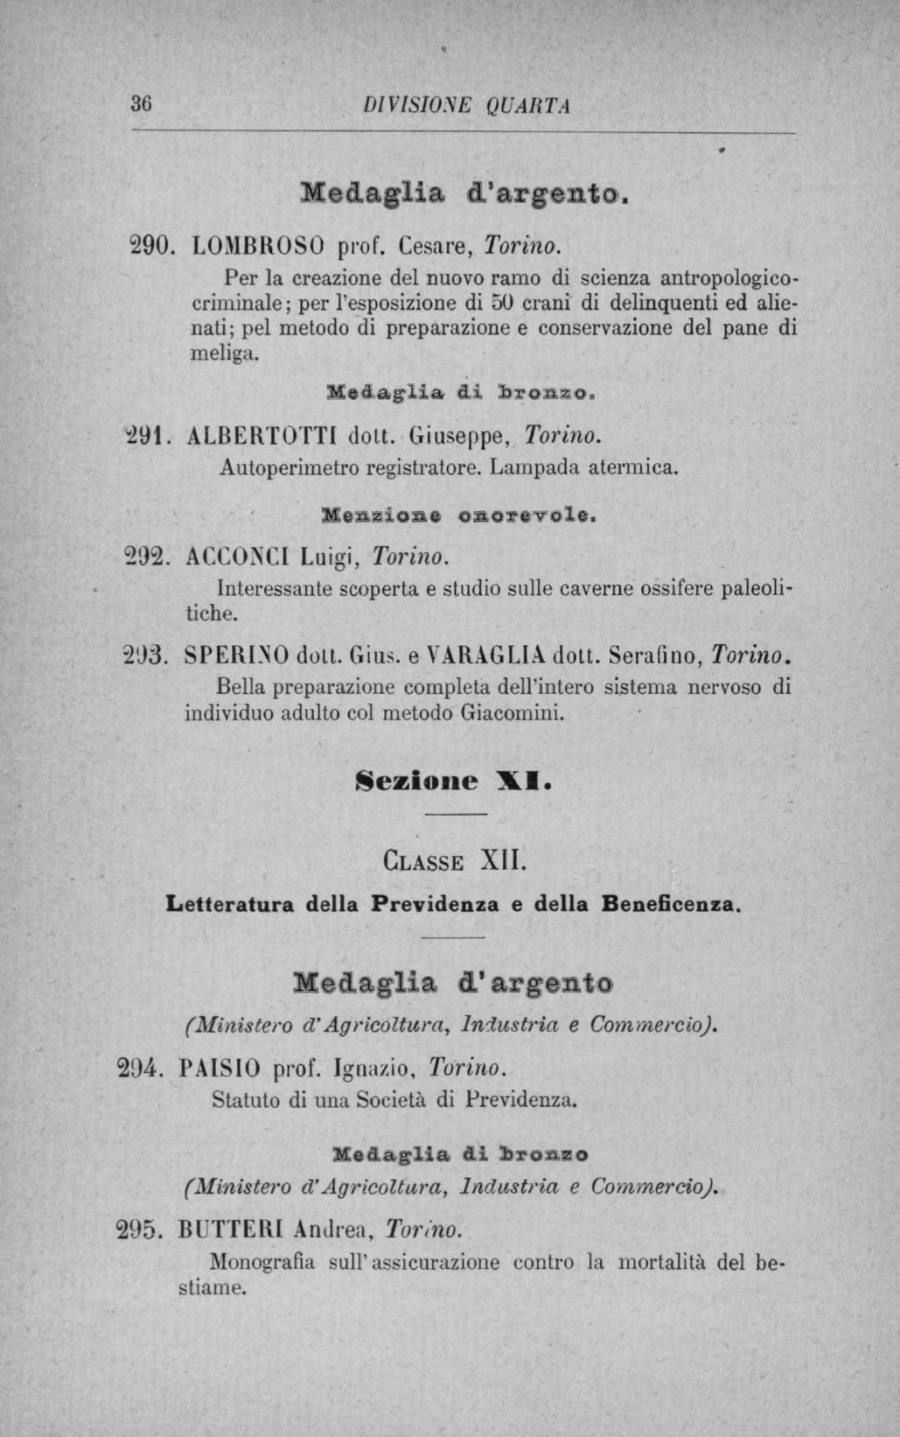 36 DIVISIONE QUARTA
Medaglia d'argento.
290. LOMBROSO prof. Cesare, Torino.
Per la creazione del nuovo ramo di scienza antropologico-
criminale; per l'esposizione di 50 crani di delinquenti ed alie-
nati; pel metodo di preparazione e conservazione del pane di
meliga.
Medaglia di bronzo.
291. ALBERTOTTI dott. Giuseppe, Torino.
Autoperimetro registratore. Lampada atermica.
Menzione onorevole.
292. ACCONCI Luigi, Torino.
Interessante scoperta e studio sulle caverne ossifere paleoli-
tiche.
293. SPERINO dott. Gius. e VARAGLIA dott. Serafino, Torino.
Bella preparazione completa dell'intero sistema nervoso di
individuo adulto col metodo Giacomini.
Sezione XI.
CLASSE XII.
Letteratura della Previdenza e della Beneficenza.
Medaglia d'argento
(Ministero d'Agricoltura, Industria e Commercio).
294. PAISIO prof. Ignazio, Torino.
Statuto di una Società di Previdenza.
Medaglia di bronzo
(Ministero d'Agricoltura, Industria e Commercio).
295. BUTTERI Andrea, Torino.
Monografia sull'assicurazione contro la mortalità del be-
stiame.